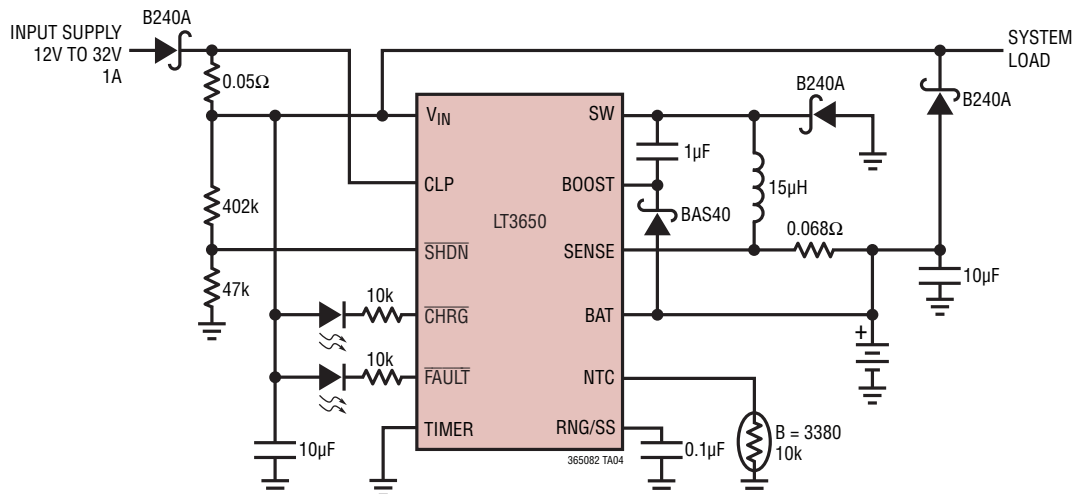 B240A
INPUT SUPPLY
12V TO 32V
1A
SYSTEM
LOAD
0.05Ω
B240A
B240A
VIN
SW
1µF
CLP
BOOST
15µH
402k
BAS40
LT3650
0.068Ω
SHDN
SENSE
47k
10µF
10k
CHRG
BAT
+
10k
FAULT
NTC
TIMER
RNG/SS
B = 3380
10k
10µF
0.1µF
365082 TA04